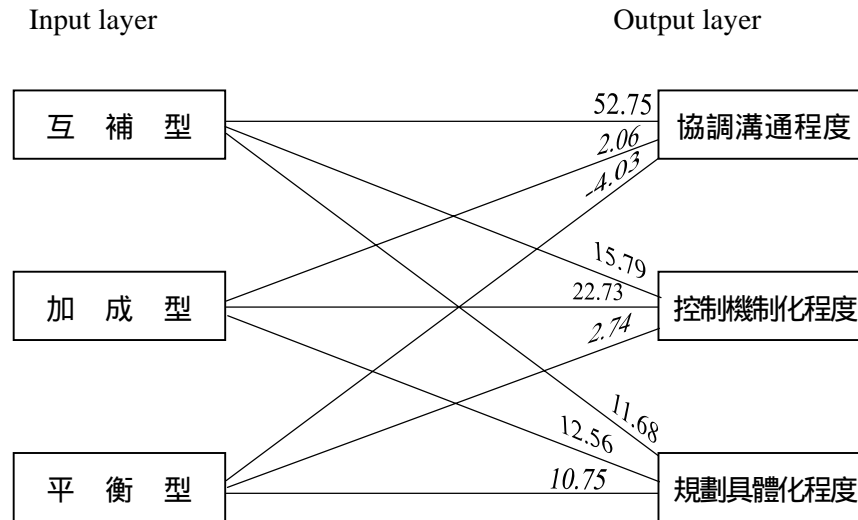 Input layer
Output layer
互 補 型
52.75
協調溝通程度
2.06
-4.03
15.79
加 成 型
22.73
控制機制化程度
2.74
11.68
12.56
平 衡 型
10.75
規劃具體化程度